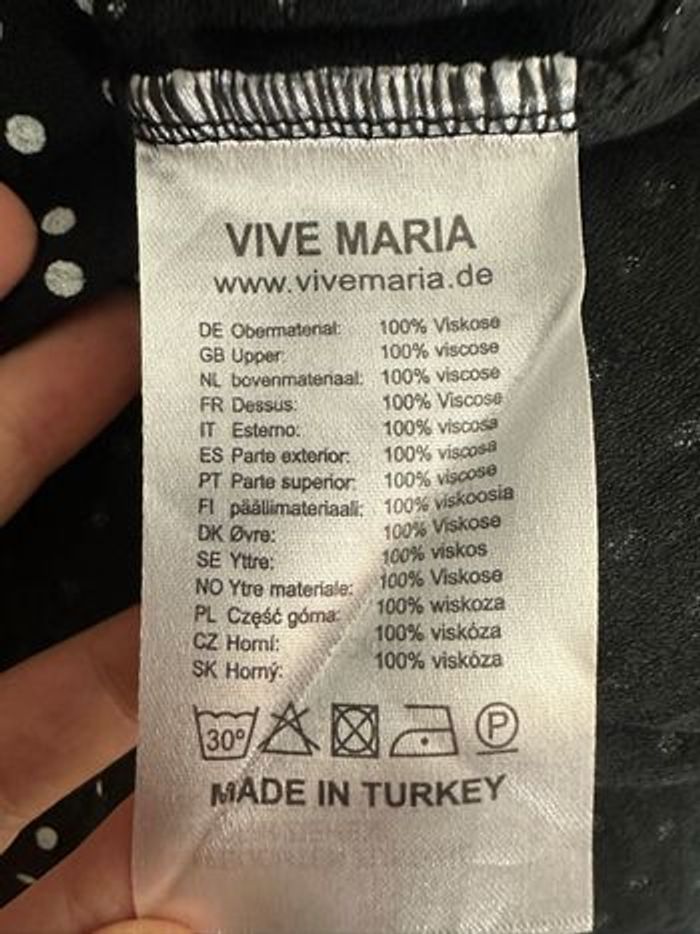 VIVE MARIA
www.vivemaria.de
DE Obermaterial: 100% Viskose
GB Upper: 100% viscose
NL bovenmateriaal: 100% viscose
FR Dessus: 100% Viscose
IT Esterno: 100% viscosa
ES Parte exterior: 100% viscosa
PT Parte superior: 100% viscose
FI päällimateriaali: 100% viskoosia
DK Øvre: 100% Viskose
SE Yttre: 100% viskos
NO Ytre materiale: 100% Viskose
PL Część górna: 100% wiskoza
CZ Horní: 100% viskóza
SK Horný: 100% viskóza
30° P
MADE IN TURKEY